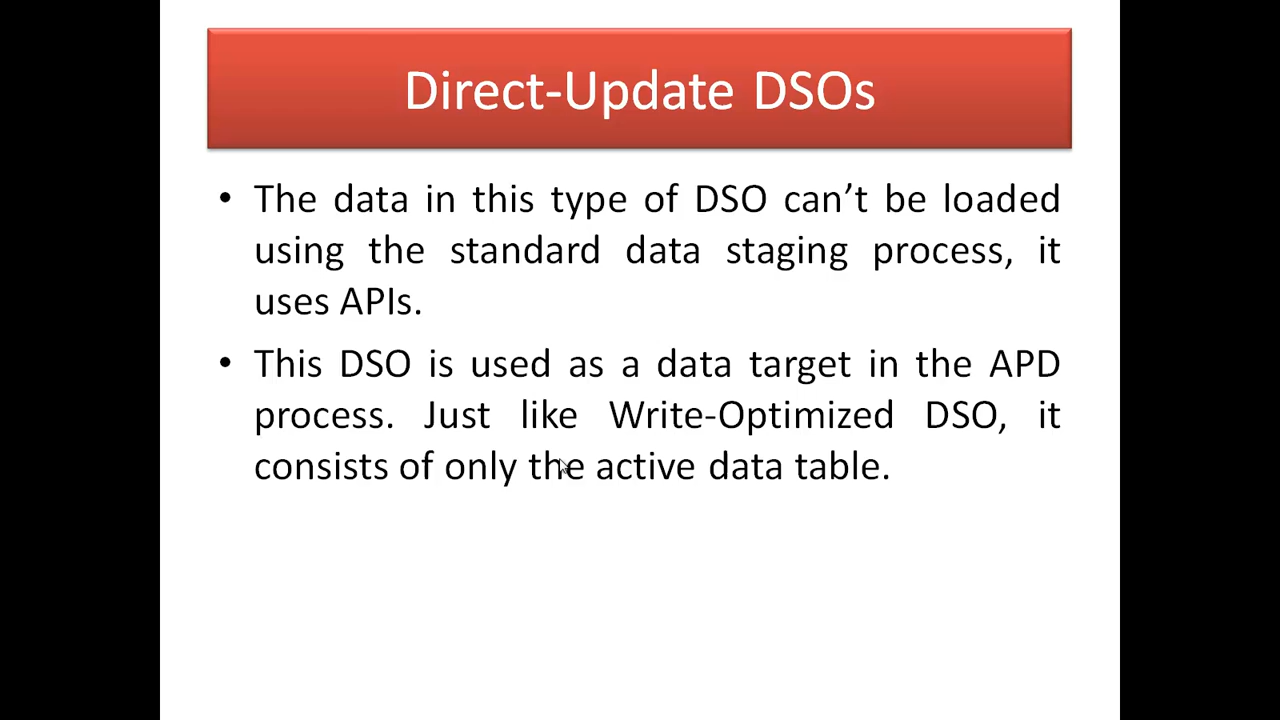 Direct-Update DSOs
• The data in this type of DSO can’t be loaded
using the standard data staging process, it
uses APIs.
• This DSO is used as a data target in the APD
process. Just like Write-Optimized DSO, it
consists of only the active data table.